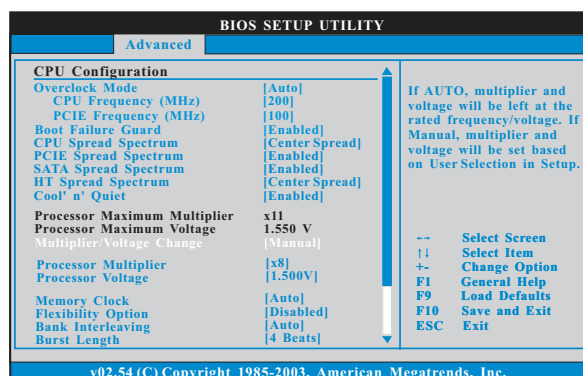 BIOS SETUP UTILITY
Advanced
CPU Configuration
Overclock Mode [Auto]
CPU Frequency (MHz) [200]
PCIE Frequency (MHz) [100]
Boot Failure Guard [Enabled]
CPU Spread Spectrum [Center Spread]
PCIE Spread Spectrum [Enabled]
SATA Spread Spectrum [Enabled]
HT Spread Spectrum [Center Spread]
Cool' n' Quiet [Enabled]
Processor Maximum Multiplier x11
Processor Maximum Voltage 1.550 V
Multiplier/Voltage Change [Manual]
Processor Multiplier [x8]
Processor Voltage [1.500V]
Memory Clock [Auto]
Flexibility Option [Disabled]
Bank Interleaving [Auto]
Burst Length [4 Beats]
If AUTO, multiplier and
voltage will be left at the
rated frequency/voltage. If
Manual, multiplier and
voltage will be set based
on User Selection in Setup.
←→ Select Screen
↑↓ Select Item
+- Change Option
F1 General Help
F9 Load Defaults
F10 Save and Exit
ESC Exit
v02.54 (C) Copyright 1985-2003, American Megatrends, Inc.